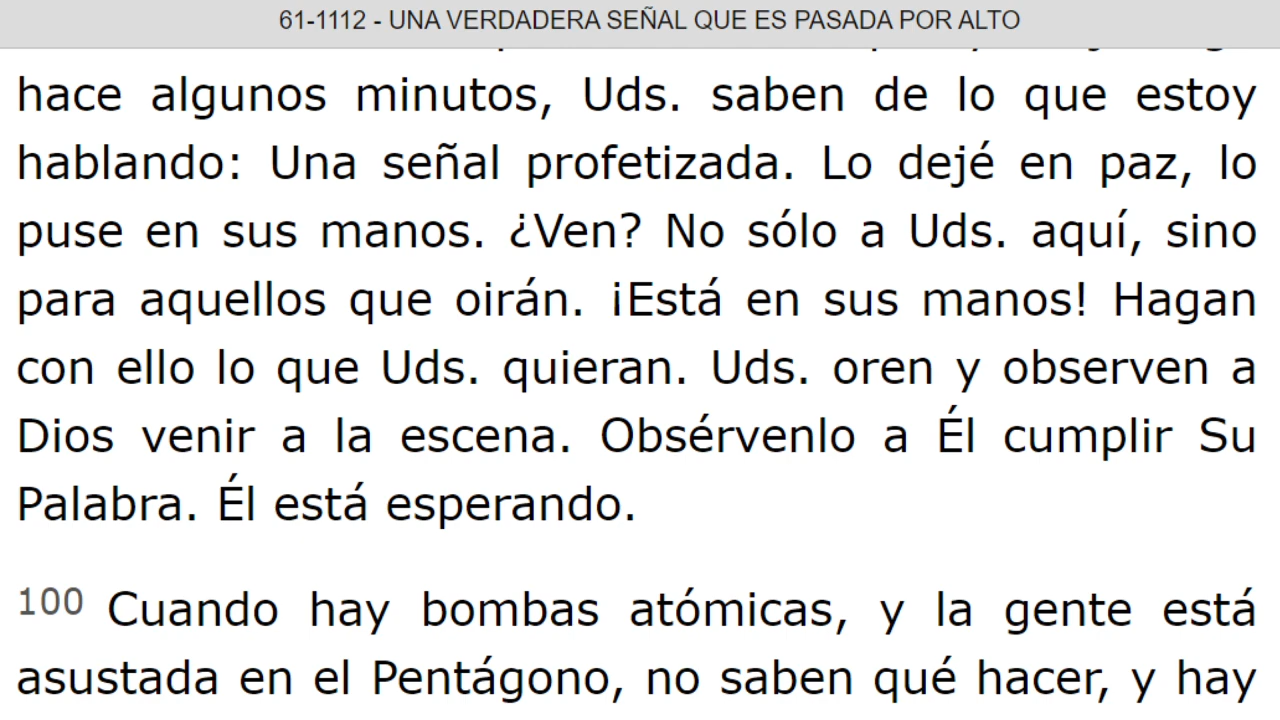 61-1112 - UNA VERDADERA SEÑAL QUE ES PASADA POR ALTO
hace algunos minutos, Uds. saben de lo que estoy
hablando: Una señal profetizada. Lo dejé en paz, lo
puse en sus manos. ¿Ven? No sólo a Uds. aquí, sino
para aquellos que oirán. ¡Está en sus manos! Hagan
con ello lo que Uds. quieran. Uds. oren y observen a
Dios venir a la escena. Obsérvenlo a Él cumplir Su
Palabra. Él está esperando.
100 Cuando hay bombas atómicas, y la gente está
asustada en el Pentágono, no saben qué hacer, y hay